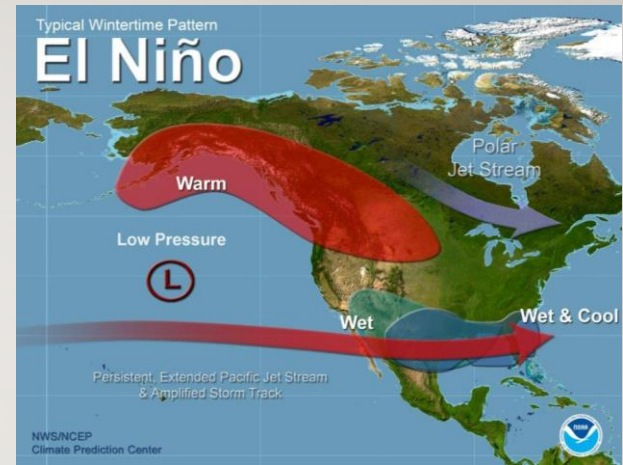 Typical Wintertime Pattern
El Niño
Polar
Jet Stream
Warm
Low Pressure
L
Wet
Wet & Cool
Persistent, Extended Pacific Jet Stream
& Amplified Storm Track
NWS/NCEP
Climate Prediction Center
noaa